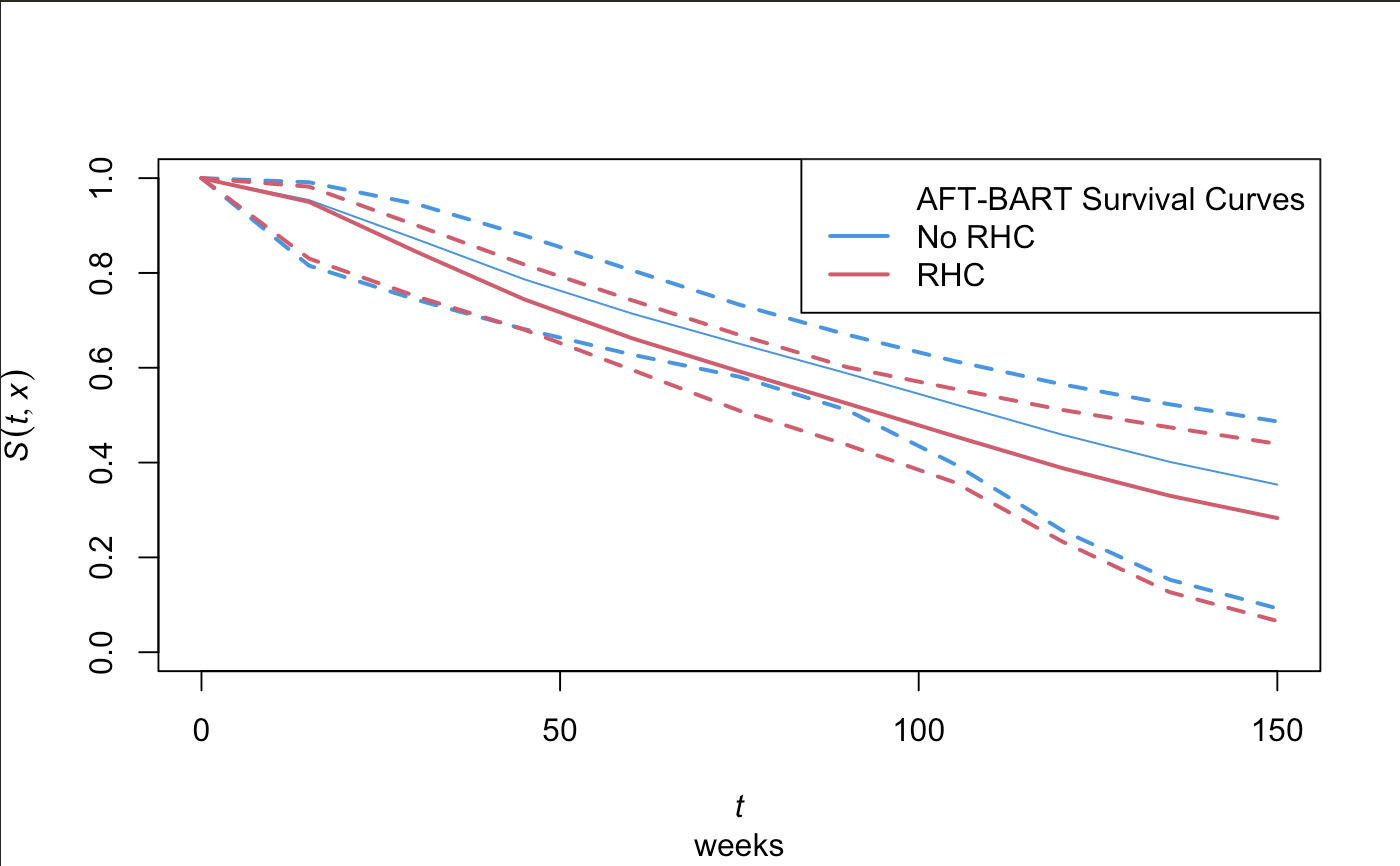 AFT-BART Survival Curves
No RHC
RHC
S(t, x)
1.0
0.8
0.6
0.4
0.2
0.0
0 50 100 150
t
weeks